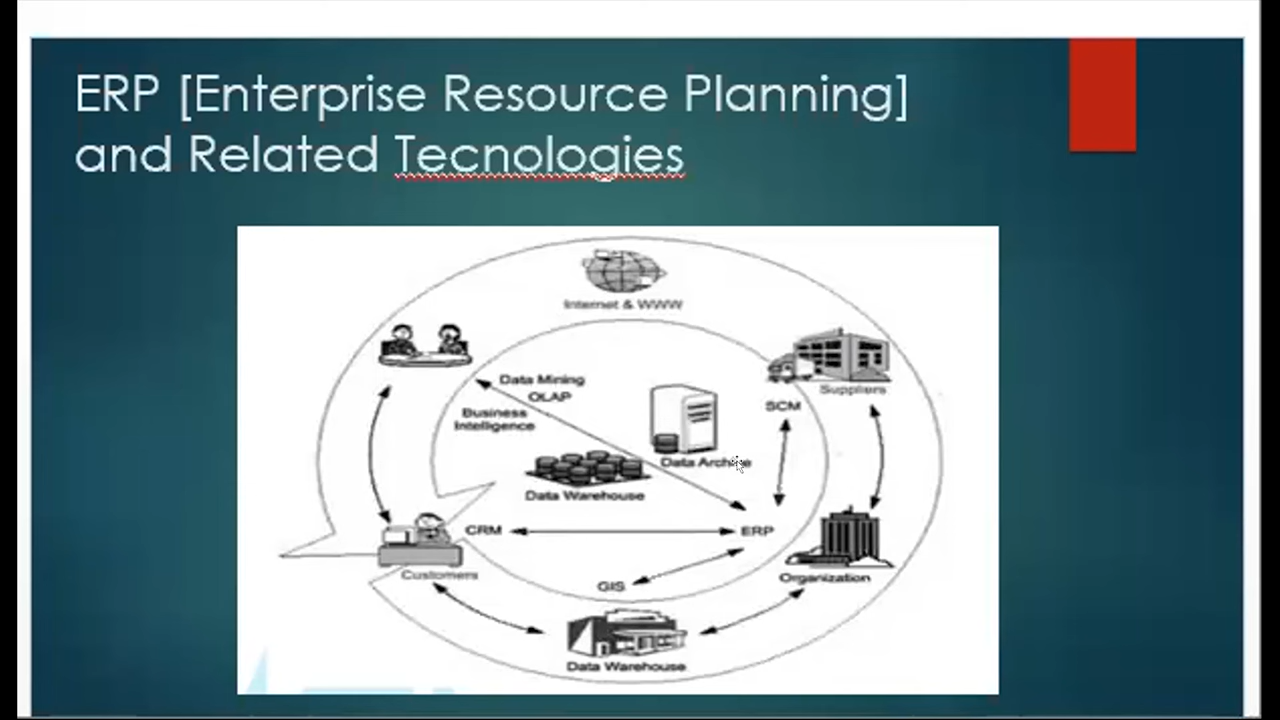 ERP [Enterprise Resource Planning]
and Related Tecnologies
Internet & WWW
Data Mining
OLAP
Business
Intelligence
Suppliers
SCM
Data Archive
Data Warehouse
CRM
ERP
Customers
GIS
Organization
Data Warehouse